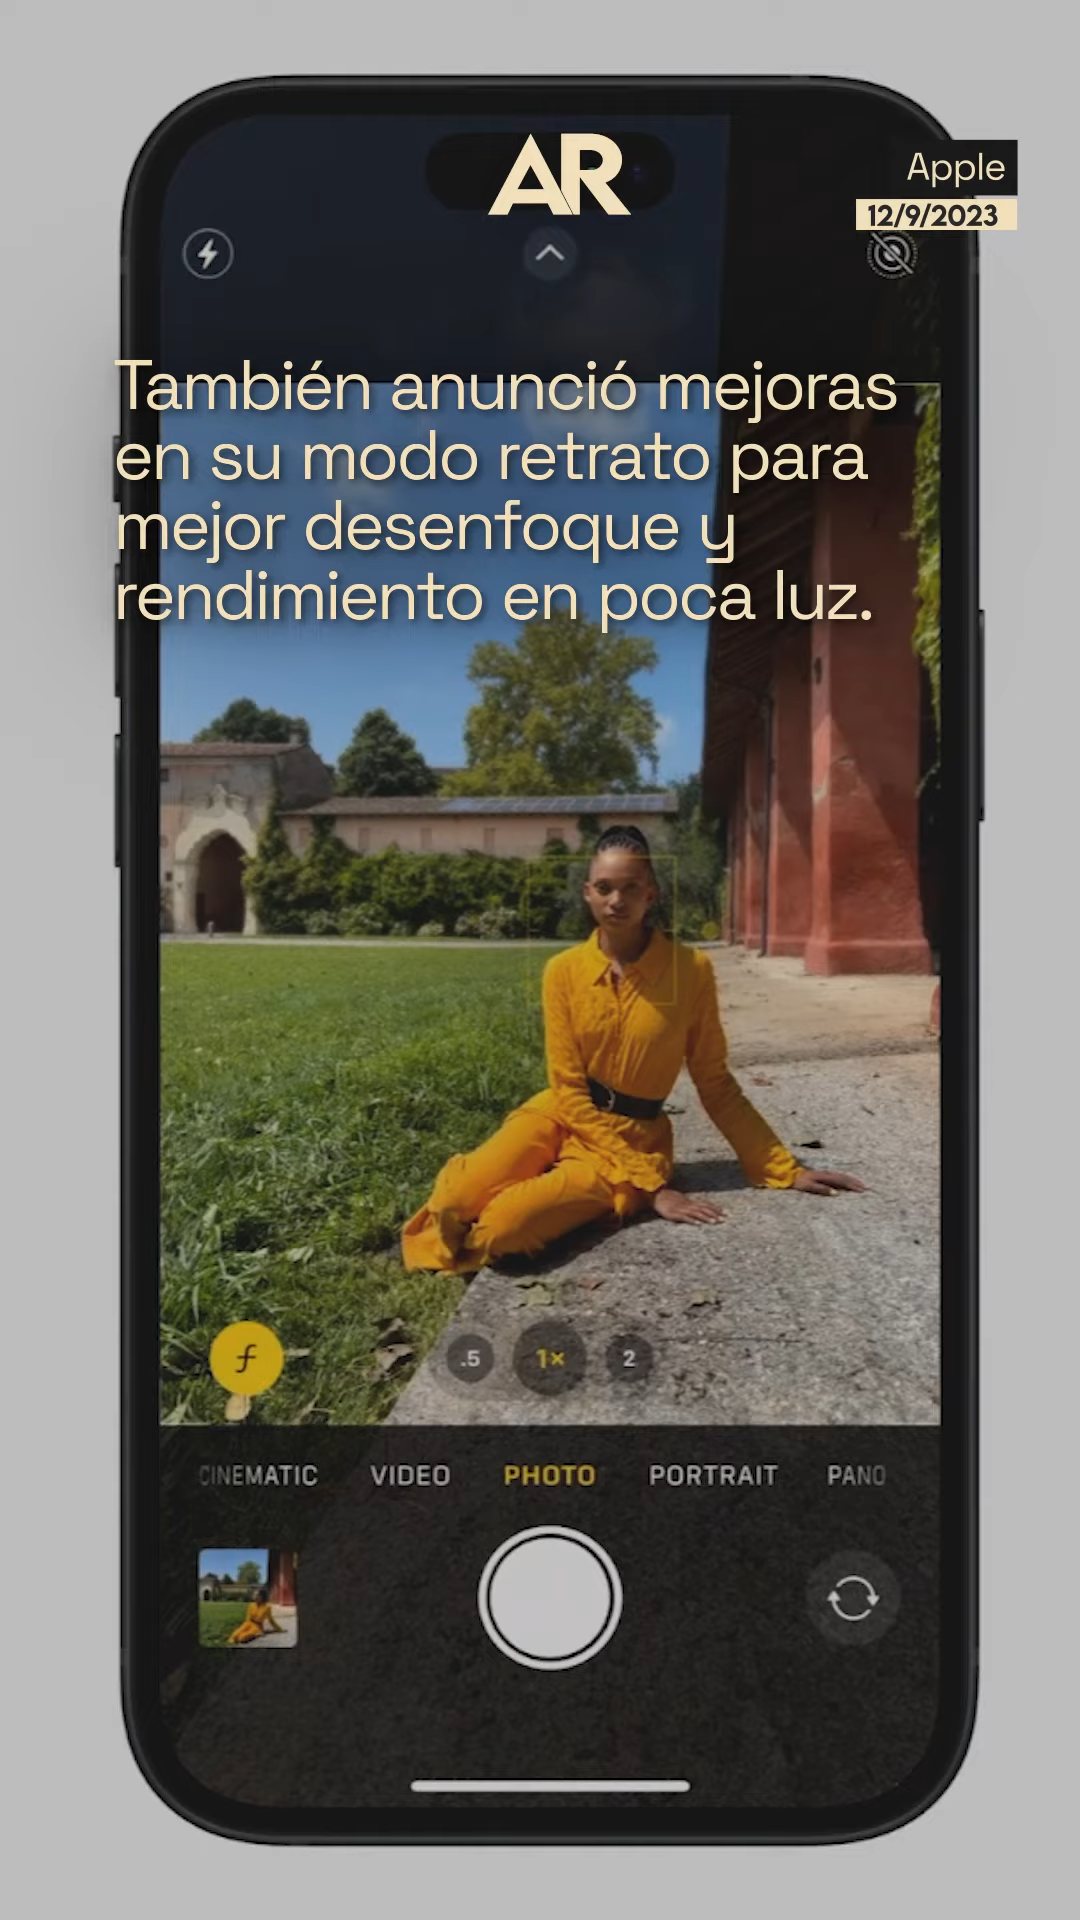 AR
Apple
12/9/2023
También anunció mejoras
en su modo retrato para
mejor desenfoque y
rendimiento en poca luz.
f
.5 1× 2
CINEMATIC VIDEO PHOTO PORTRAIT PANO